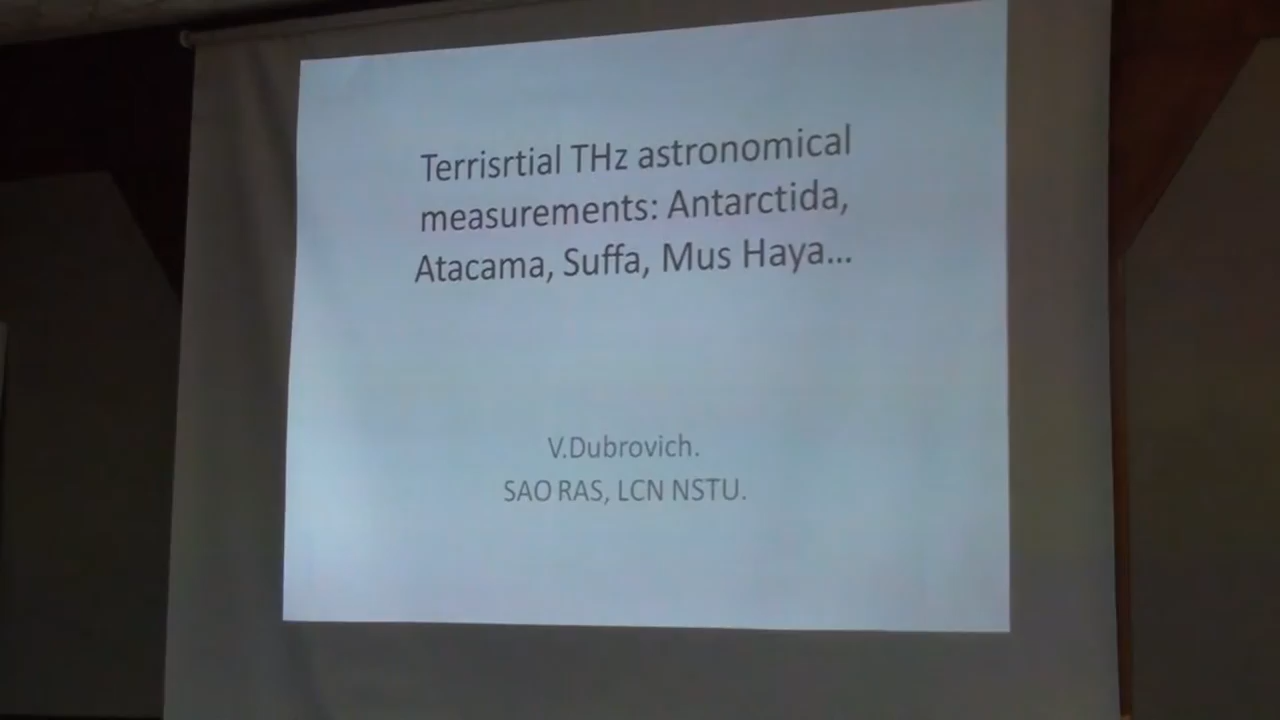 Terrisrtial THz astronomical
measurements: Antarctida,
Atacama, Suffa, Mus Haya...
V.Dubrovich.
SAO RAS, LCN NSTU.